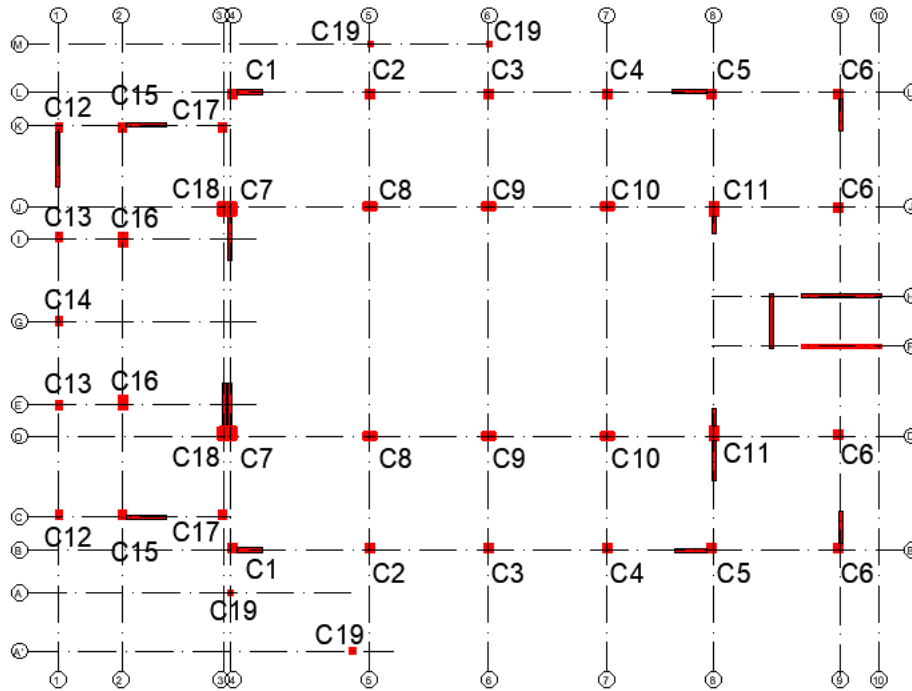 1 2 3 4 5 6 7 8 9 10
M C19 C19
C1 C2 C3 C4 C5 C6
L L
C12 C15 C17
K
C18 C7 C8 C9 C10 C11 C6
J J
C13 C16
I
H
C14
G
F
C13 C16
E
D D
C18 C7 C8 C9 C10 C11 C6
C
C12 C15 C17
B B
C1 C2 C3 C4 C5 C6
A
C19
C19
A'
1 2 3 4 5 6 7 8 9 10